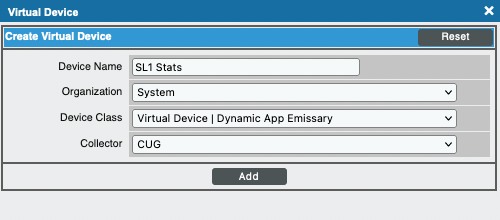 Virtual Device
Create Virtual Device Reset
Device Name SL1 Stats
Organization System
Device Class Virtual Device | Dynamic App Emissary
Collector CUG
Add